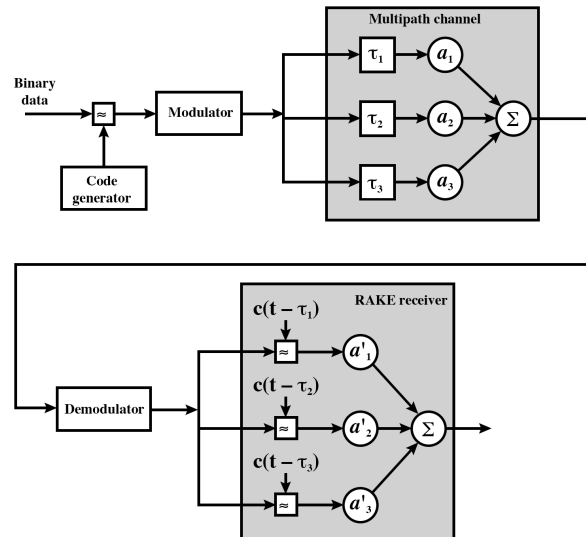 Multipath channel
τ1
a1
Binary
data
≈
Modulator
τ2
a2
Σ
Code
generator
τ3
a3
RAKE receiver
c(t – τ1)
≈
a'1
c(t – τ2)
Demodulator
≈
a'2
Σ
c(t – τ3)
≈
a'3